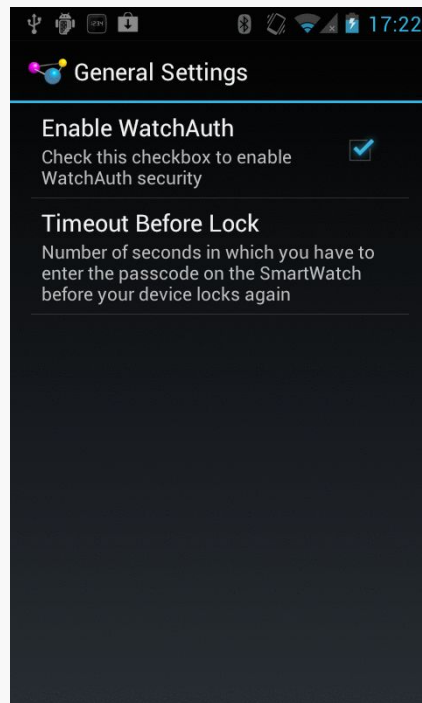 17:22
General Settings
Enable WatchAuth
Check this checkbox to enable
WatchAuth security
Timeout Before Lock
Number of seconds in which you have to
enter the passcode on the SmartWatch
before your device locks again